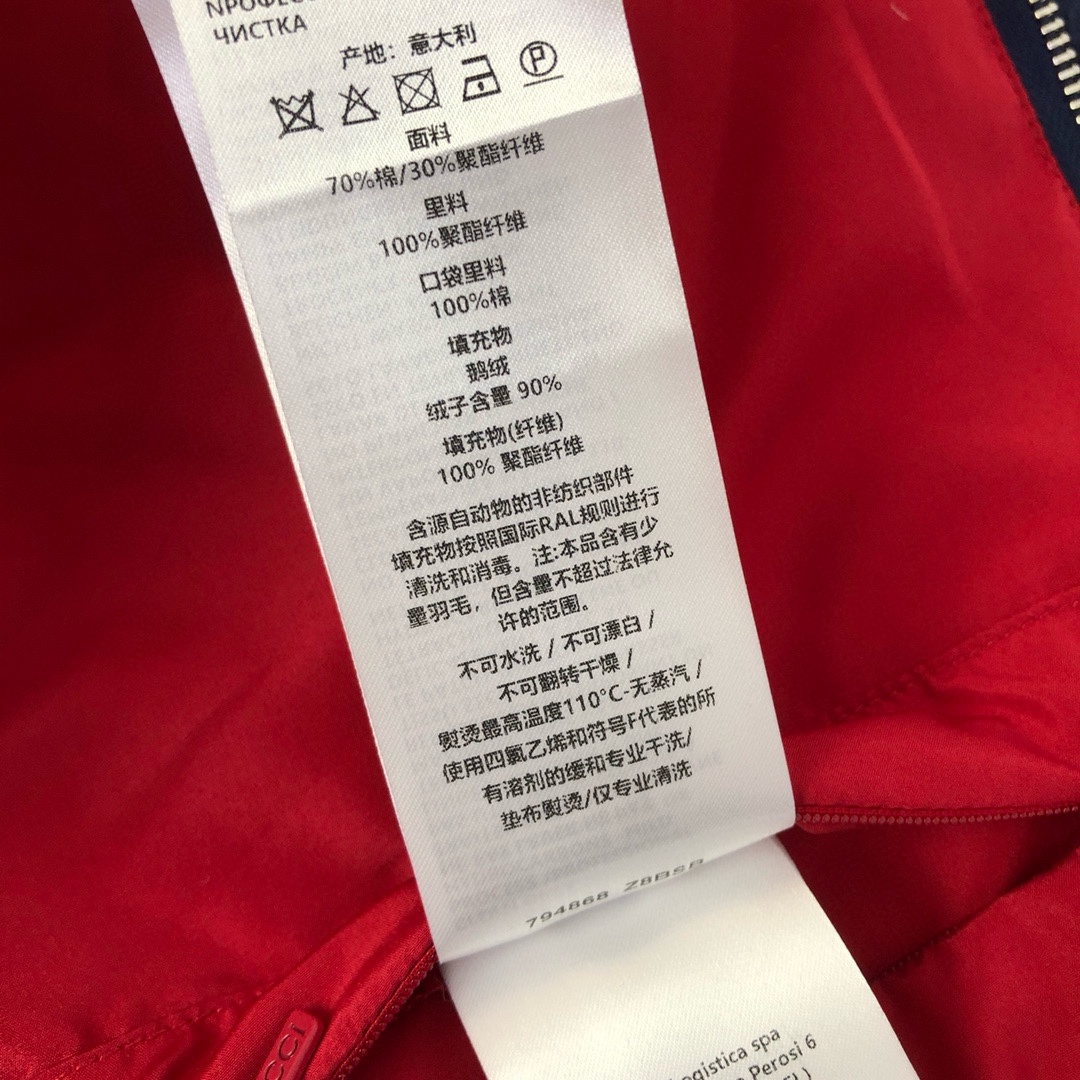 ЧИСТКА
产地：意大利
P
面料
70%棉/30%聚酯纤维
里料
100%聚酯纤维
口袋里料
100%棉
填充物
鹅绒
绒子含量 90%
填充物(纤维)
100% 聚酯纤维
含源自动物的非纺织部件
填充物按照国际RAL规则进行
清洗和消毒。注:本品含有少
量羽毛，但含量不超过法律允
许的范围。
不可水洗 / 不可漂白 /
不可翻转干燥 /
熨烫最高温度110°C-无蒸汽 /
使用四氯乙烯和符号F代表的所
有溶剂的缓和专业干洗/
垫布熨烫/仅专业清洗
794868 Z8BSB
ogistica spa
Perosi 6
CCI